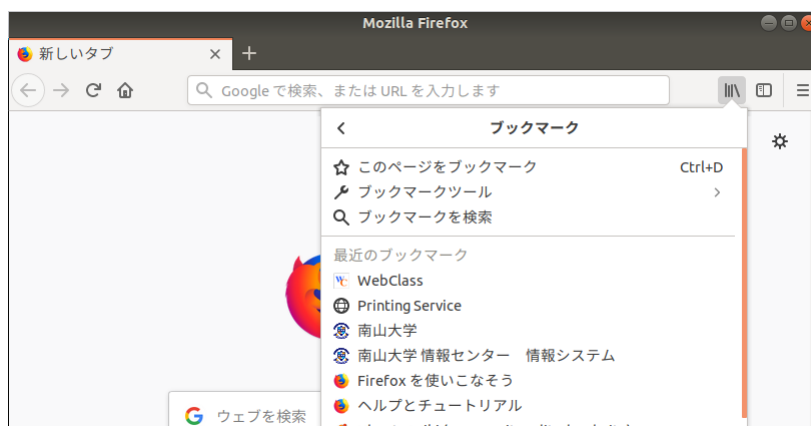 Mozilla Firefox
新しいタブ
Google で検索、または URL を入力します
ブックマーク
このページをブックマーク Ctrl+D
ブックマークツール
ブックマークを検索
最近のブックマーク
WebClass
Printing Service
南山大学
南山大学 情報センター　情報システム
Firefox を使いこなそう
ヘルプとチュートリアル
ウェブを検索